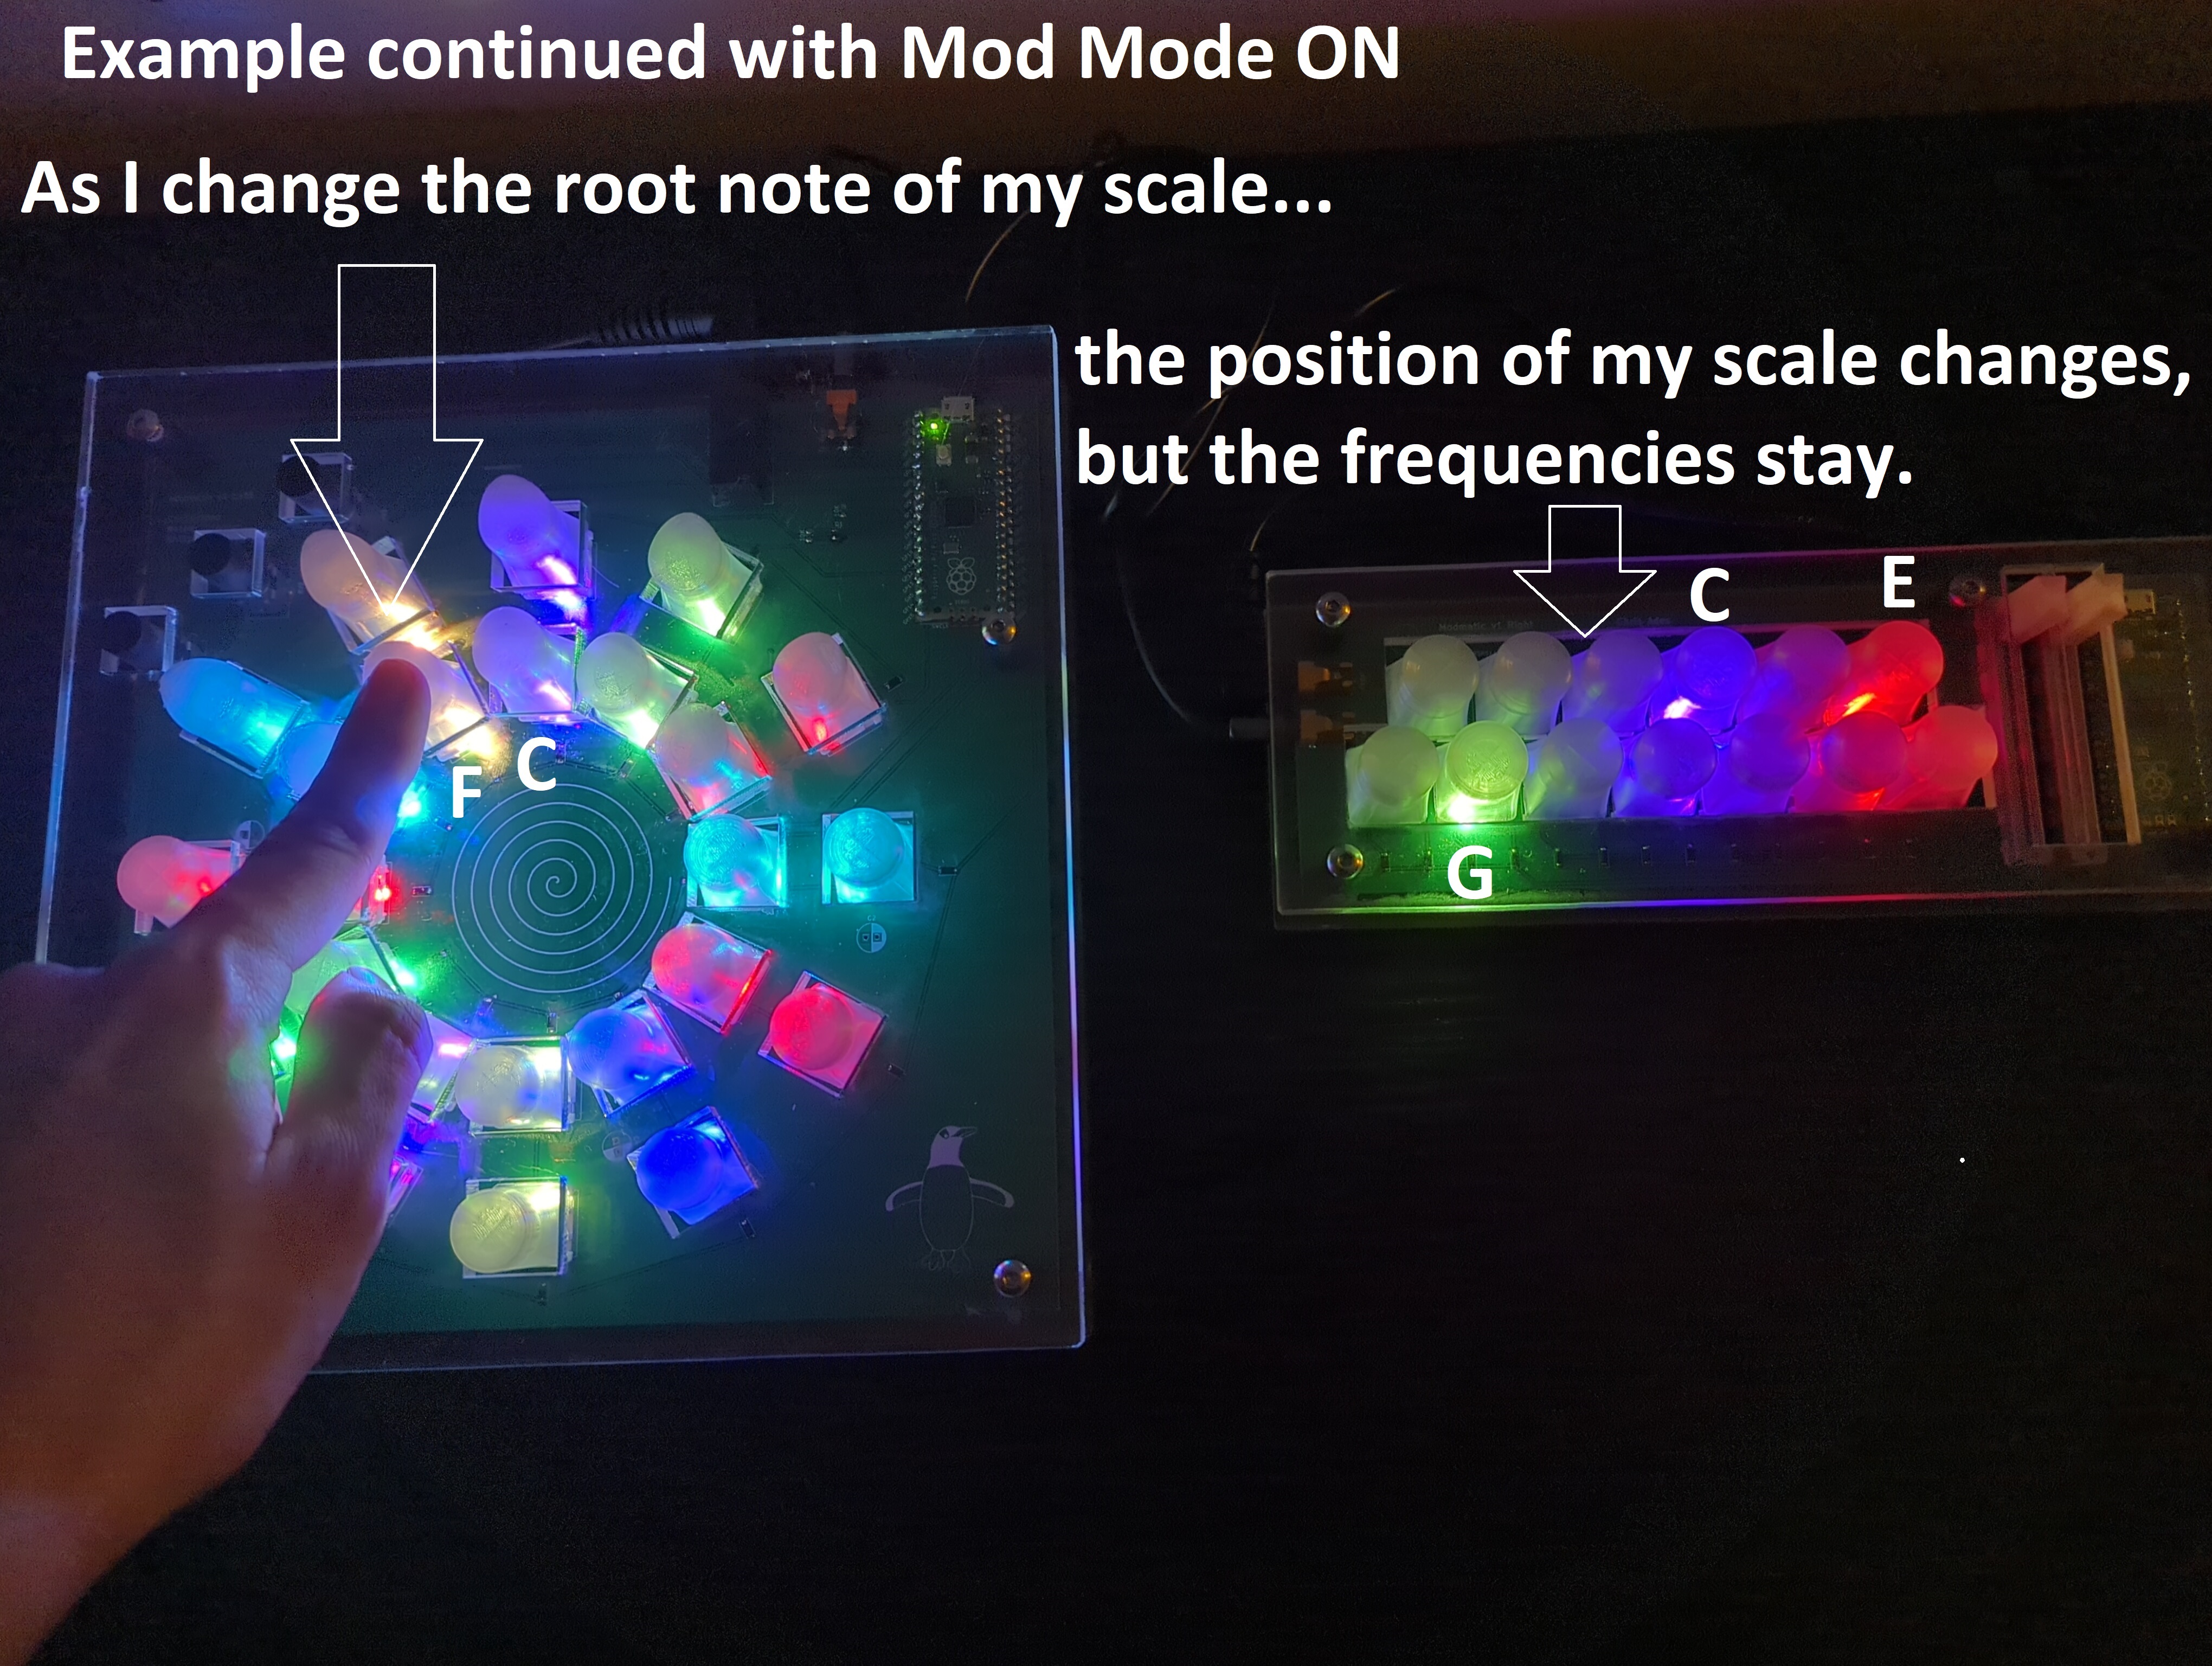 Example continued with Mod Mode ON
As I change the root note of my scale...
the position of my scale changes,
but the frequencies stay.
C
E
F
C
G